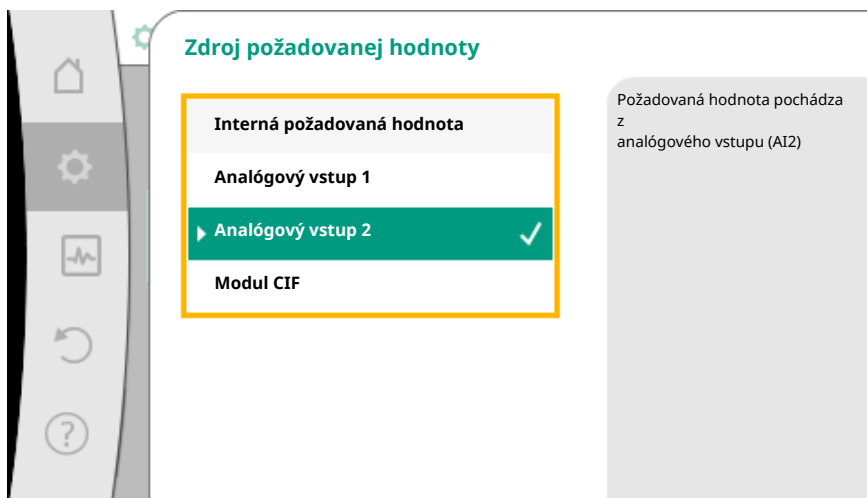 Zdroj požadovanej hodnoty
Interná požadovaná hodnota
Analógový vstup 1
Analógový vstup 2
Modul CIF
Požadovaná hodnota pochádza
z
analógového vstupu (AI2)